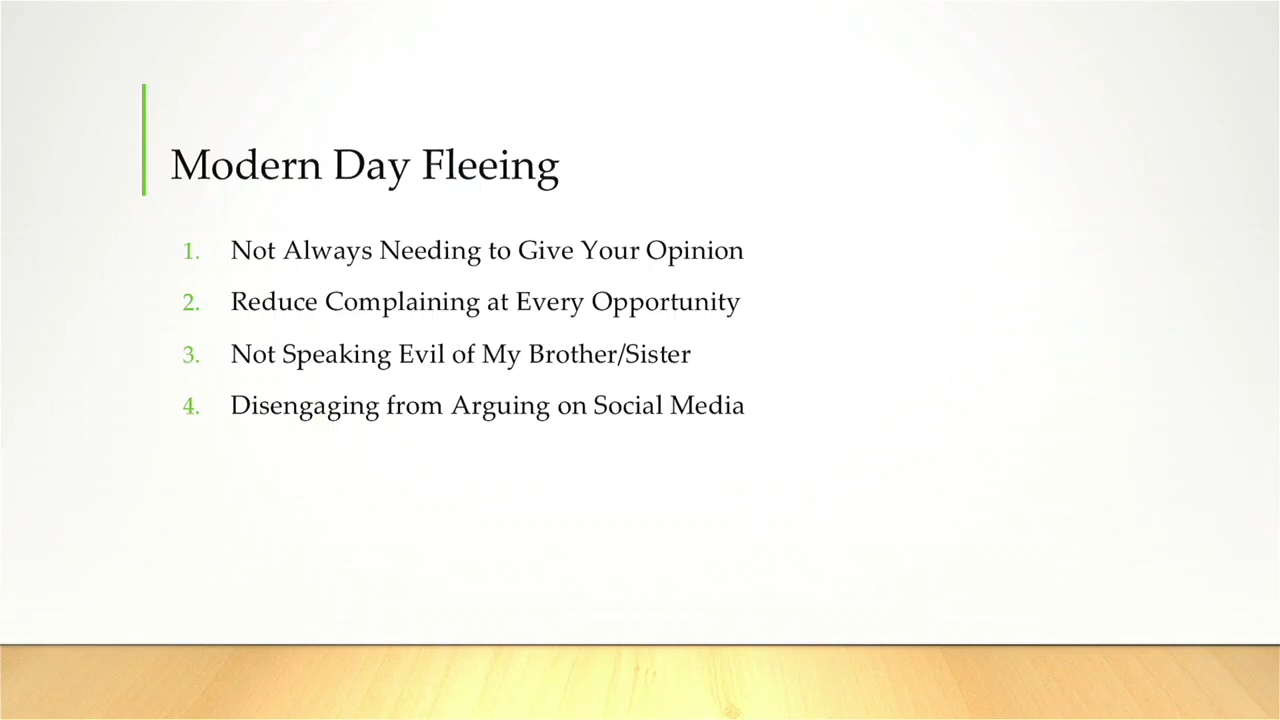 Modern Day Fleeing
1. Not Always Needing to Give Your Opinion
2. Reduce Complaining at Every Opportunity
3. Not Speaking Evil of My Brother/Sister
4. Disengaging from Arguing on Social Media